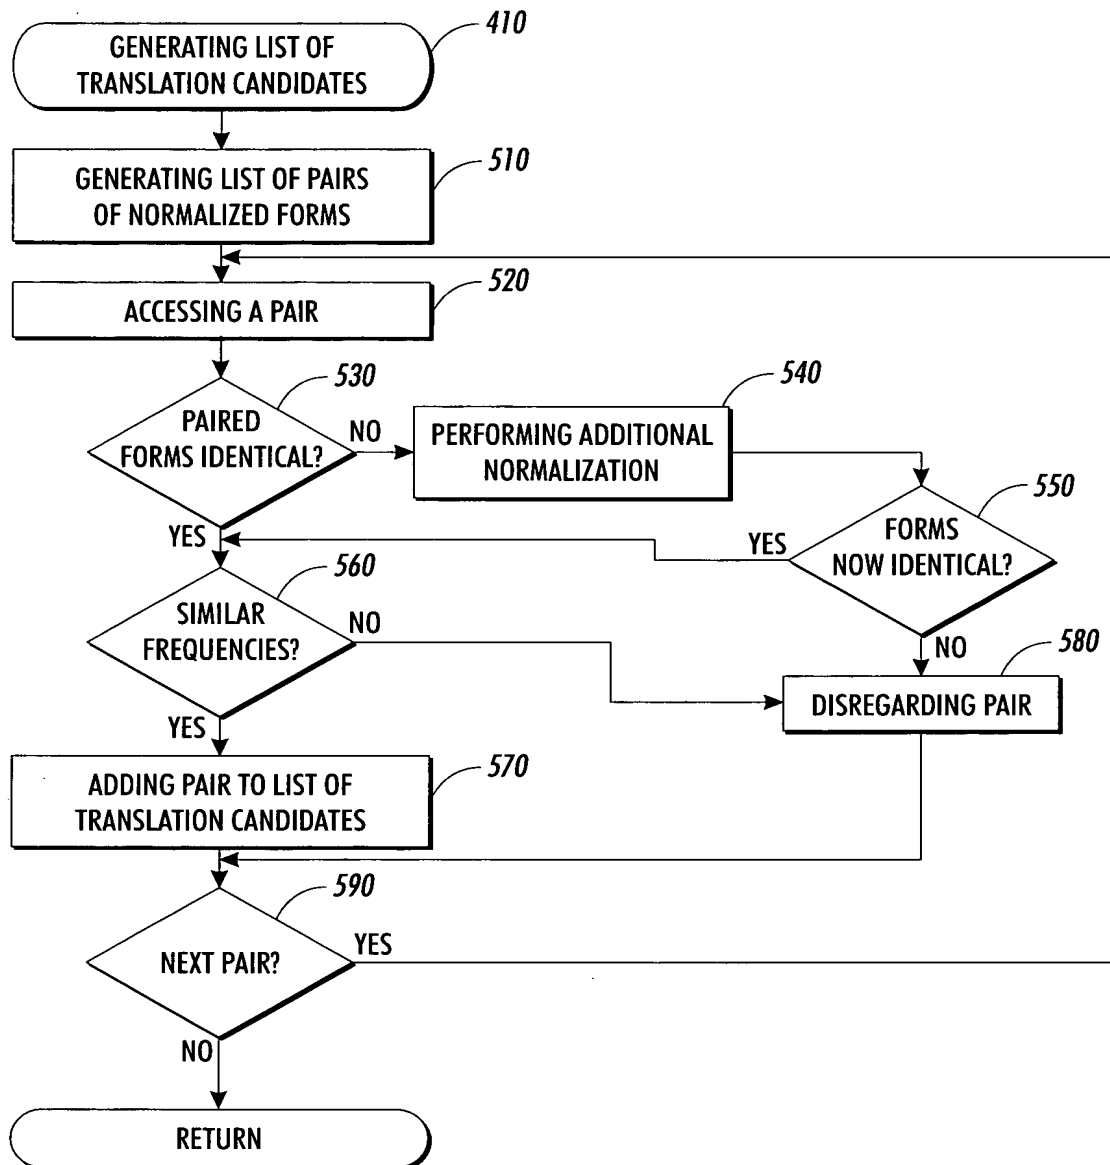 410
GENERATING LIST OF
TRANSLATION CANDIDATES
510
GENERATING LIST OF PAIRS
OF NORMALIZED FORMS
520
ACCESSING A PAIR
530
PAIRED
FORMS IDENTICAL?
NO
540
PERFORMING ADDITIONAL
NORMALIZATION
550
FORMS
NOW IDENTICAL?
YES
YES
560
SIMILAR
FREQUENCIES?
NO
NO
580
DISREGARDING PAIR
YES
570
ADDING PAIR TO LIST OF
TRANSLATION CANDIDATES
590
NEXT PAIR?
YES
NO
RETURN